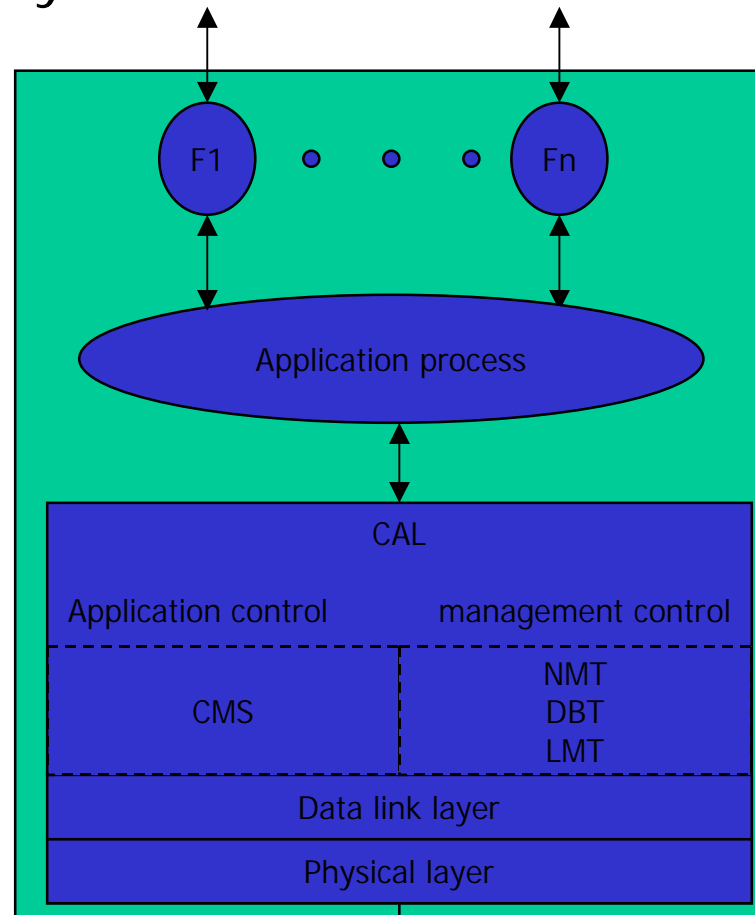 F1
Fn
Application process
CAL
Application control
management control
CMS
NMT
DBT
LMT
Data link layer
Physical layer